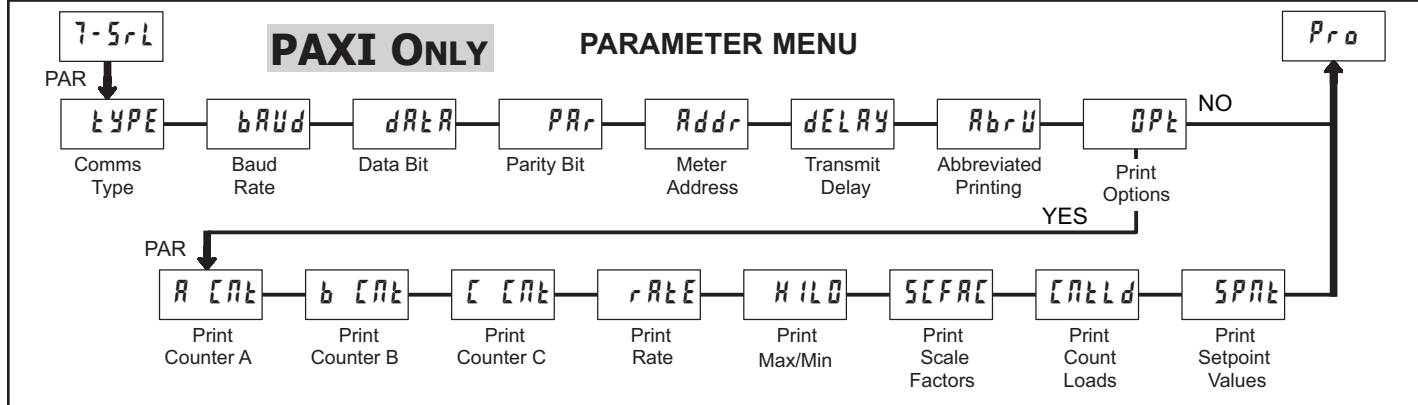 7-SrL
PAXI ONLY
PARAMETER MENU
Pro
PAR
tYPE
bAUd
dAtA
PAr
Addr
dELAY
AbrU
OPt
NO
Comms Type
Baud Rate
Data Bit
Parity Bit
Meter Address
Transmit Delay
Abbreviated Printing
Print Options
YES
PAR
A CNt
b CNt
C CNt
rAtE
HILO
SCFAC
CNtLd
SPNt
Print Counter A
Print Counter B
Print Counter C
Print Rate
Print Max/Min
Print Scale Factors
Print Count Loads
Print Setpoint Values